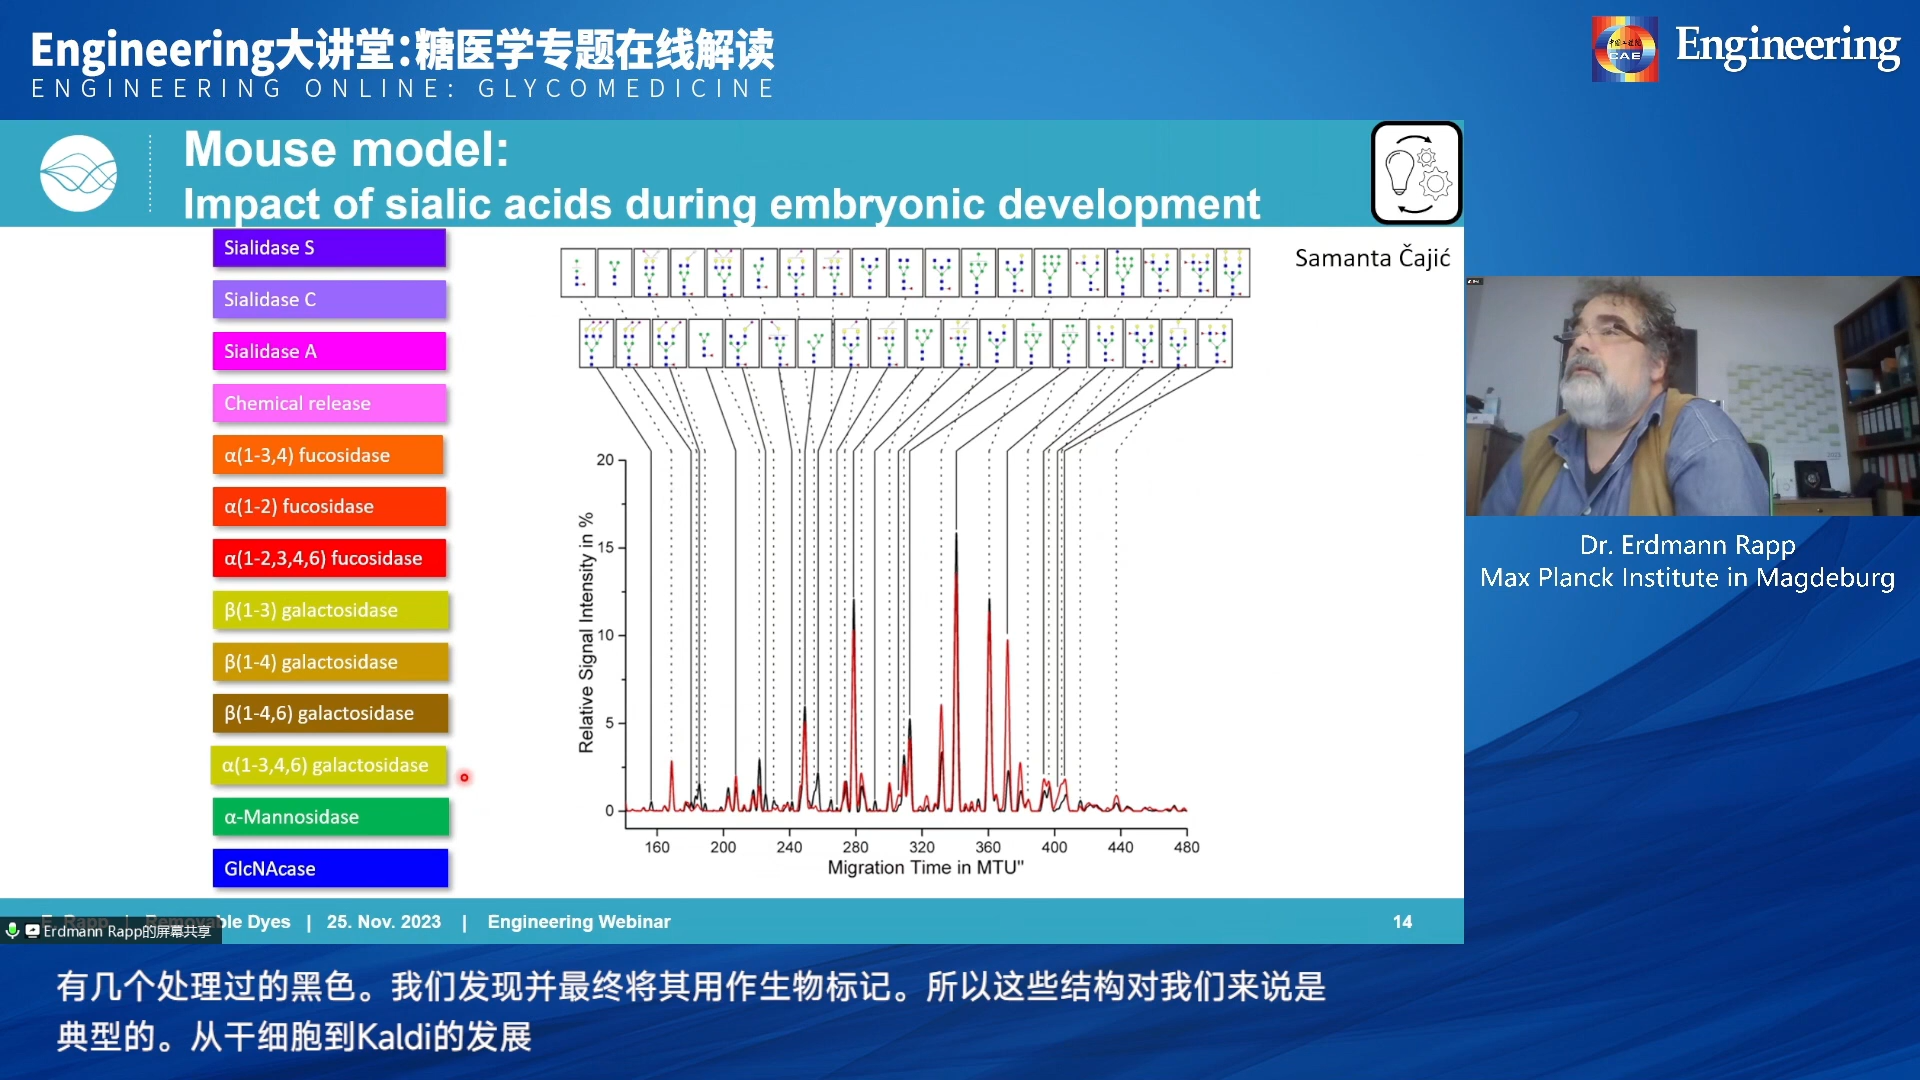 Engineering大讲堂:糖医学专题在线解读
ENGINEERING ONLINE: GLYCOMEDICINE
中国工程院
CAE
Engineering
Mouse model:
Impact of sialic acids during embryonic development
Samanta Čajić
Sialidase S
Sialidase C
Sialidase A
Chemical release
α(1-3,4) fucosidase
α(1-2) fucosidase
α(1-2,3,4,6) fucosidase
β(1-3) galactosidase
β(1-4) galactosidase
β(1-4,6) galactosidase
α(1-3,4,6) galactosidase
α-Mannosidase
GlcNAcase
Relative Signal Intensity in %
20
15
10
5
0
160 200 240 280 320 360 400 440 480
Migration Time in MTU"
Dr. Erdmann Rapp
Max Planck Institute in Magdeburg
E. Rapp | Removable Dyes | 25. Nov. 2023 | Engineering Webinar 14
Erdmann Rapp的屏幕共享
有几个处理过的黑色。我们发现并最终将其用作生物标记。所以这些结构对我们来说是
典型的。从干细胞到Kaldi的发展